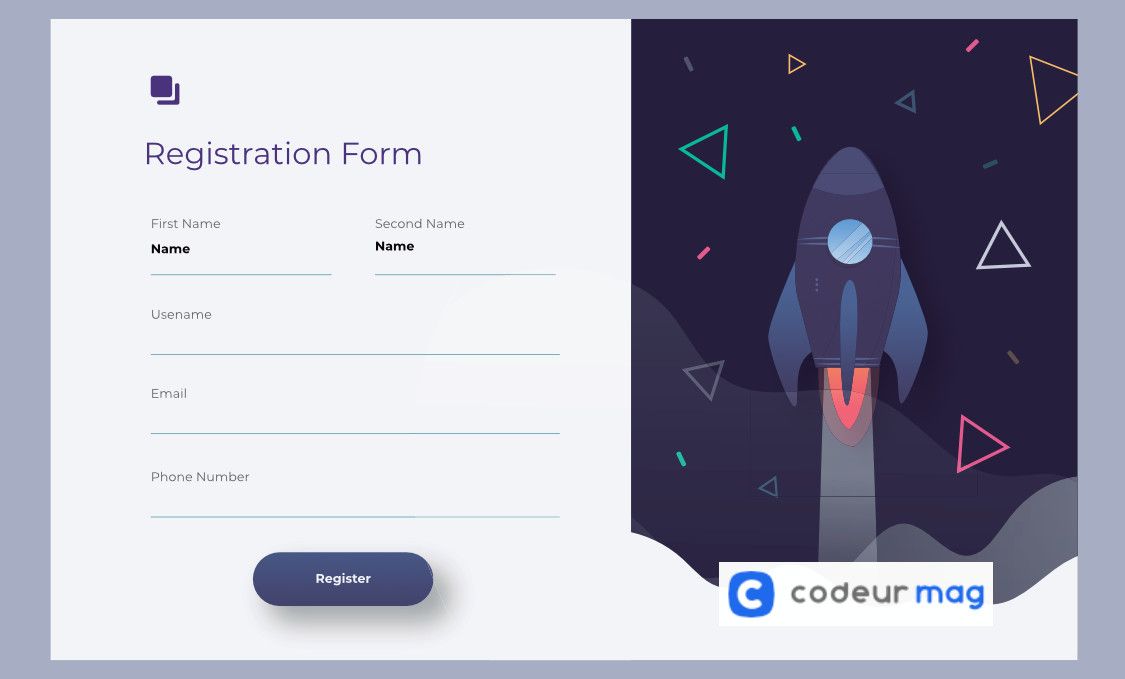 Registration Form
First Name
Second Name
Name
Name
Usename
Email
Phone Number
Register
codeur mag